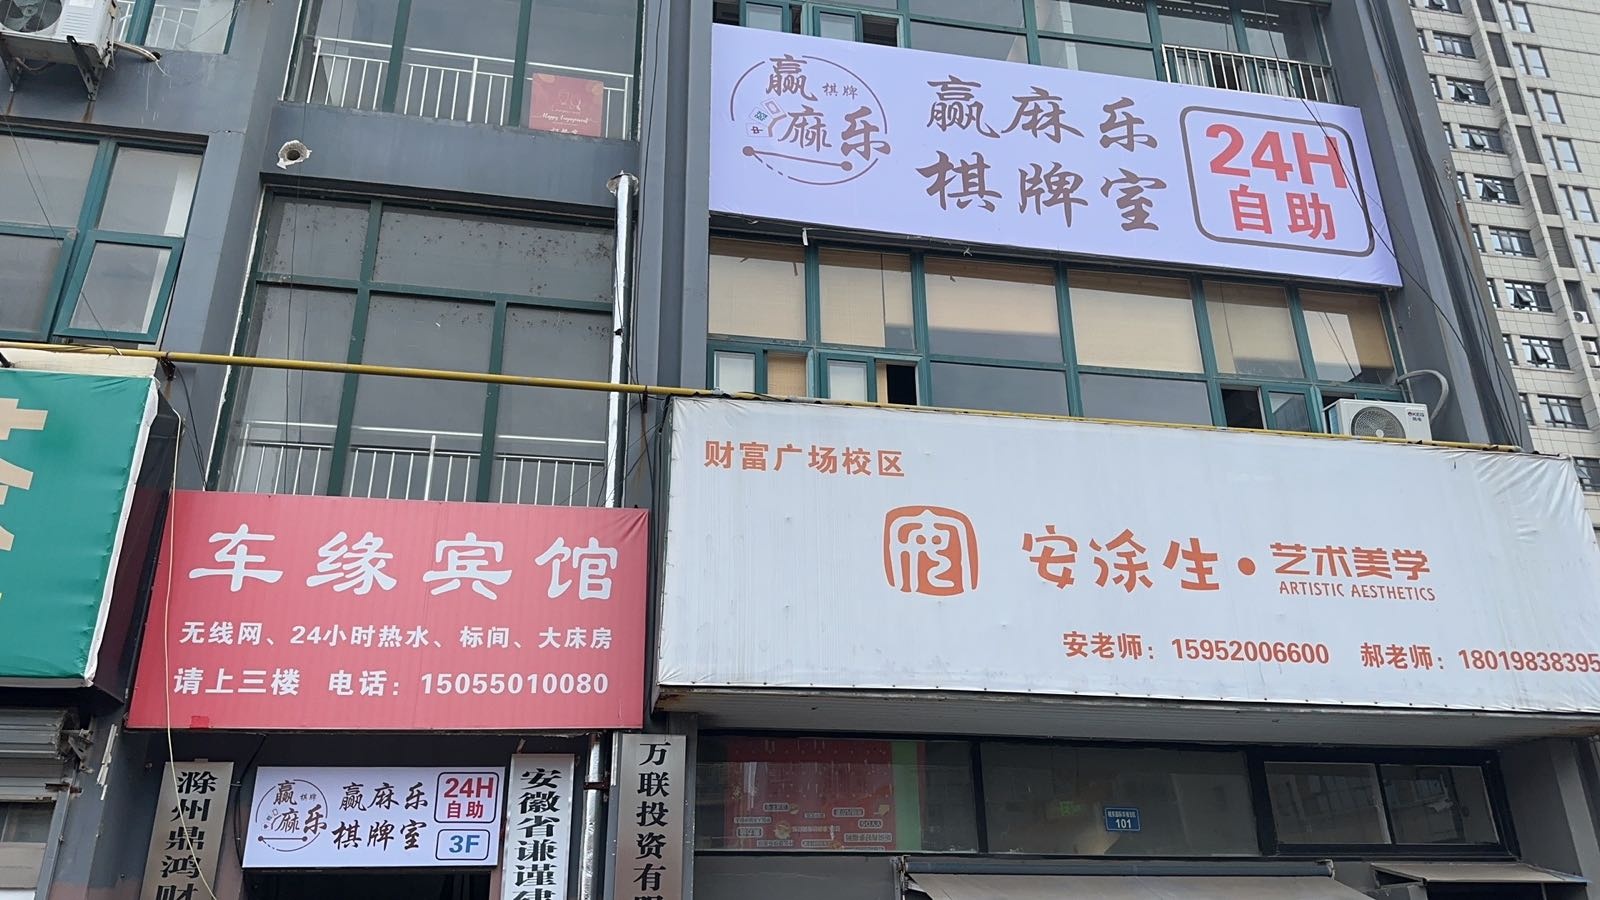 赢
棋牌
麻乐
中
赢麻乐
棋牌室
24H
自助
Happy Engagement
财富广场校区
安涂生·艺术美学
ARTISTIC AESTHETICS
安老师：15952006600 郝老师：18019838395
车缘宾馆
无线网、24小时热水、标间、大床房
请上三楼 电话：15055010080
赢
棋牌
麻乐
赢麻乐
棋牌室
24H
自助
3F
滁州鼎鸿财
安徽省谦谨建
万联投资有限
101